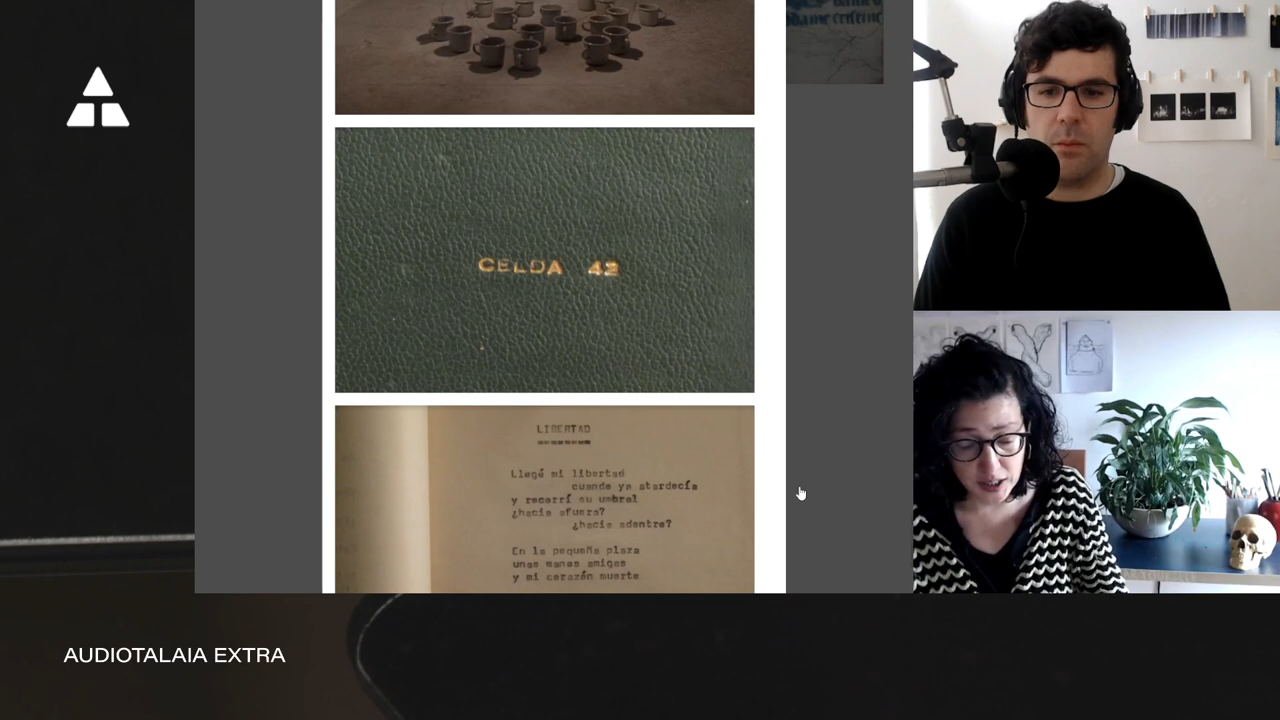 CELDA 42
LIBERTAD
Llegé mi libertad
cuando ya atardecía
y recorrí su umbral
¿hacia afuera?
¿hacia adentro?
En la pequeña plaza
unas manos amigas
y mi corazón muerto
AUDIOTALAIA EXTRA